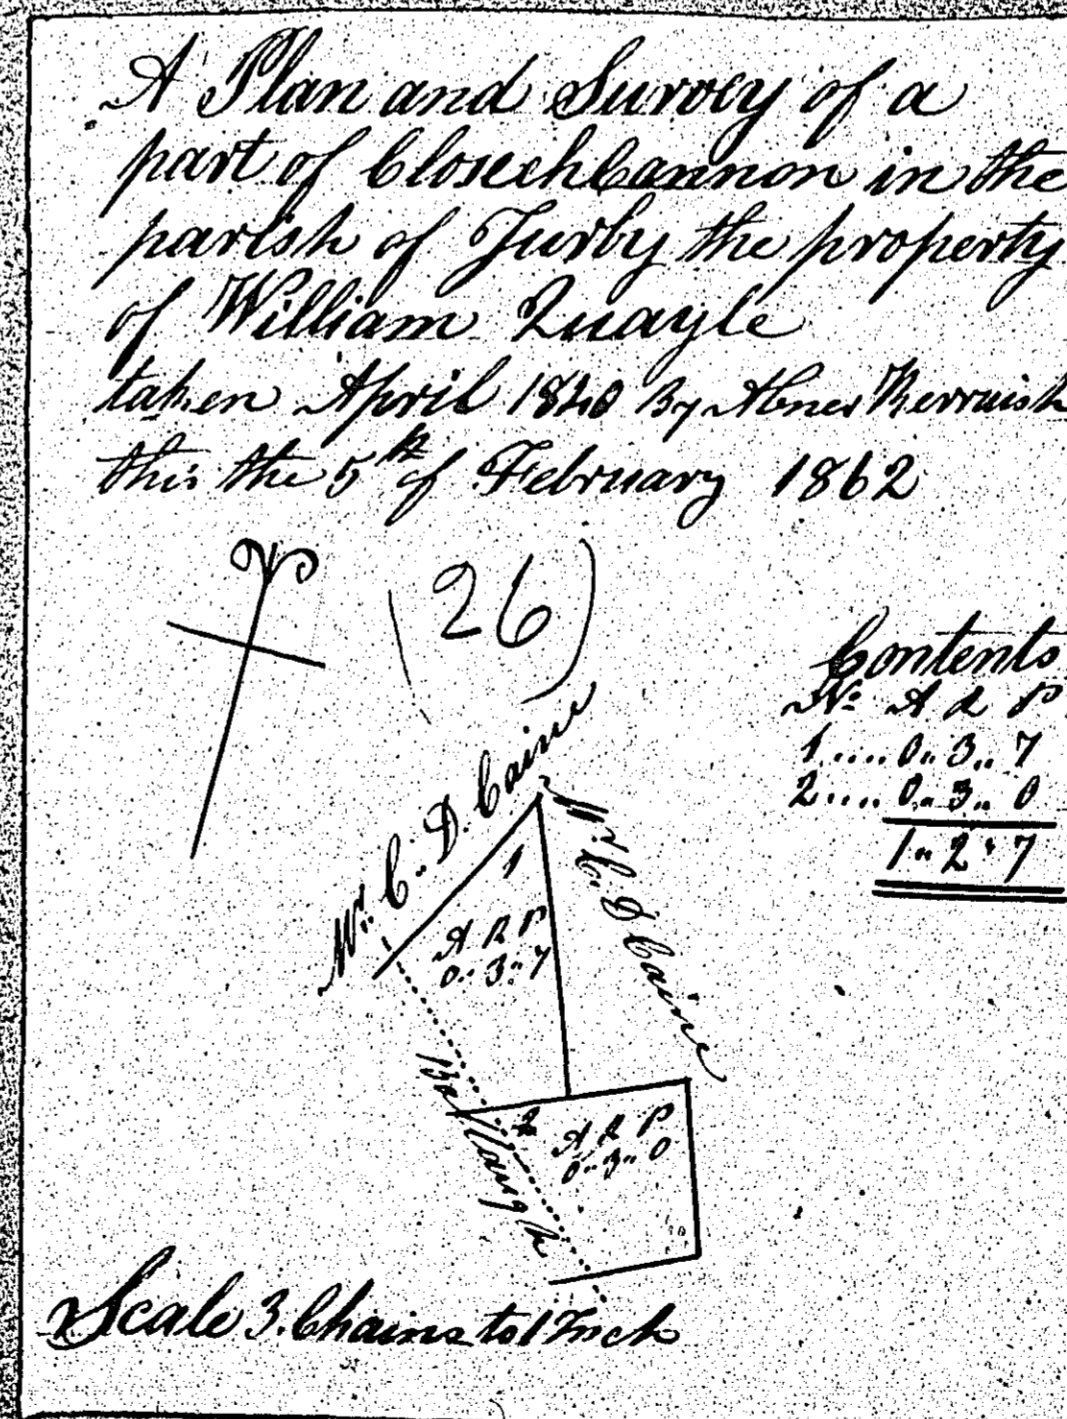 A Plan and Survey of a
part of ClosechCannon in the
parish of Jurby the property
of William Quayle
taken April 1840 By Abner Kerruish
this the 5th of February 1862
(26)
Contents
No. A R P
1....0..3..7
2....0..3..0
1..2..7
Mr. C. D. Caine
Mr. C. D Caine
1
A R P
0..3..7
Ballaugh
2
A R P
0..3..0
Scale 3. Chains to 1 Inch